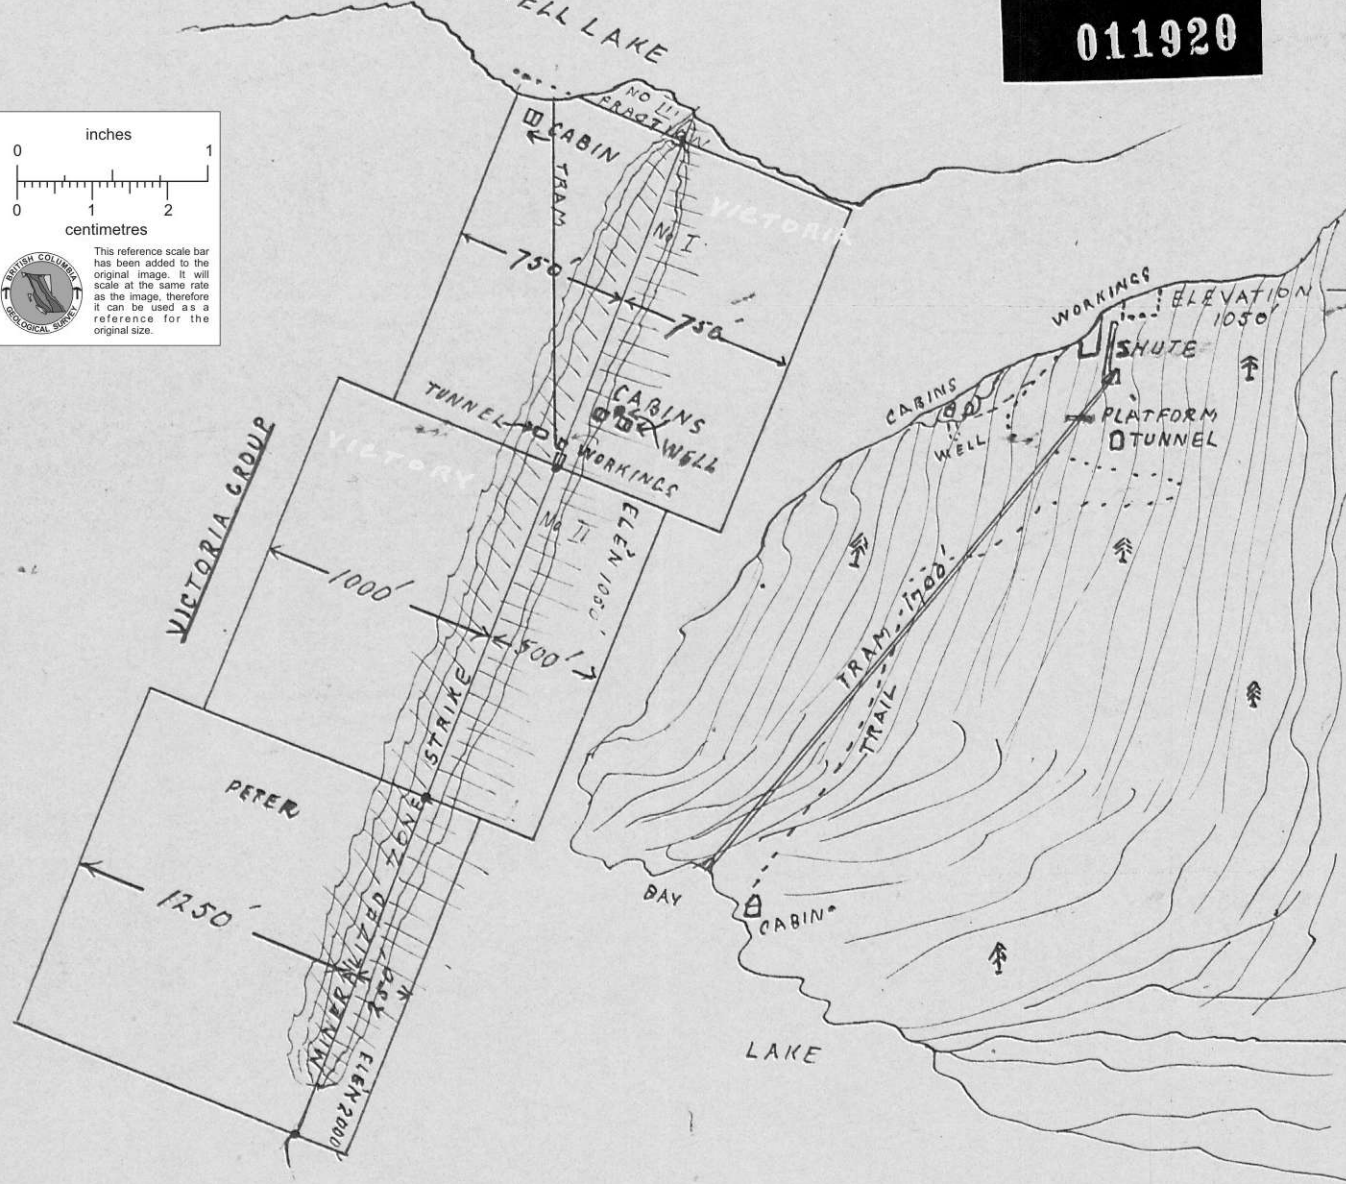 ELL LAKE
011920
inches
0 1
0 1 2
centimetres
BRITISH COLUMBIA
GEOLOGICAL SURVEY
This reference scale bar
has been added to the
original image. It will
scale at the same rate
as the image, therefore
it can be used as a
reference for the
original size.
NO III
FRACTION
CABIN
TRAM
VICTORIA
No I
750'
750'
TUNNEL
CABINS
WELL
WORKINGS
VICTORY
VICTORIA GROUP
No II
ELE'N 1050'
1000'
500'
STRIKE
PETER
MINERALIZED ZONE
1250'
250'
ELE'N 2000
WORKINGS
ELEVATION
1050'
SHUTE
CABINS
WELL
PLATFORM
TUNNEL
TRAM 1700'
TRAIL
BAY
CABIN
LAKE